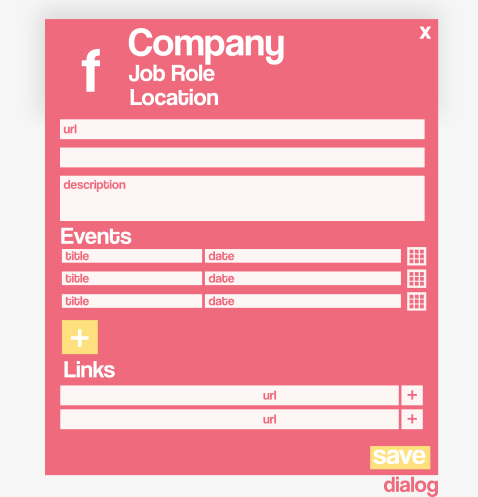 x
f
Company
Job Role
Location
url
description
Events
title date
title date
title date
+
Links
url +
url +
save
dialog